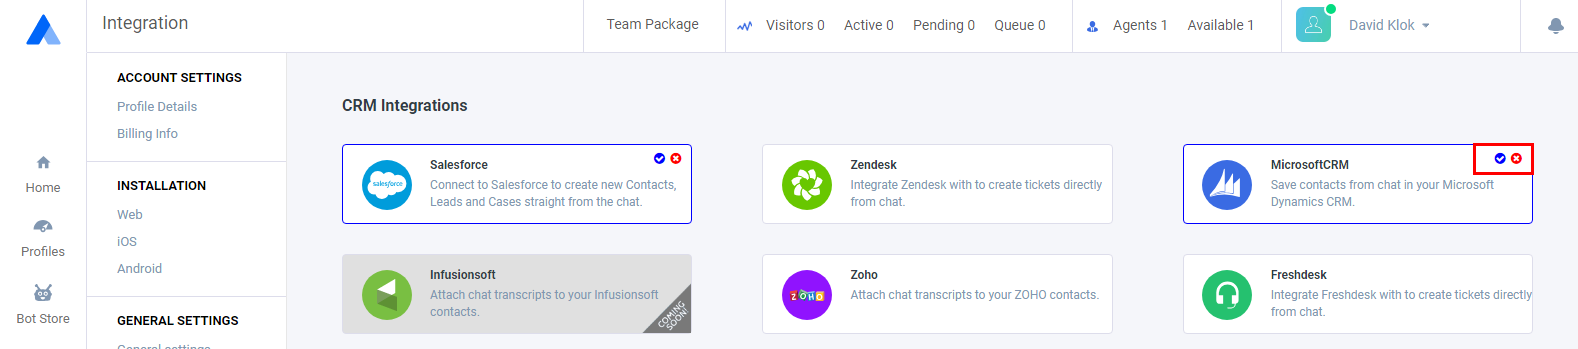 Integration
Team Package
Visitors 0 Active 0 Pending 0 Queue 0
Agents 1 Available 1
David Klok
Home
Profiles
Bot Store
ACCOUNT SETTINGS
Profile Details
Billing Info
INSTALLATION
Web
iOS
Android
GENERAL SETTINGS
General settings
CRM Integrations
salesforce
Salesforce
Connect to Salesforce to create new Contacts,
Leads and Cases straight from the chat.
Zendesk
Integrate Zendesk with to create tickets directly
from chat.
MicrosoftCRM
Save contacts from chat in your Microsoft
Dynamics CRM.
Infusionsoft
Attach chat transcripts to your Infusionsoft
contacts.
COMING
SOON!
ZOHO
Zoho
Attach chat transcripts to your ZOHO contacts.
Freshdesk
Integrate Freshdesk with to create tickets directly
from chat.